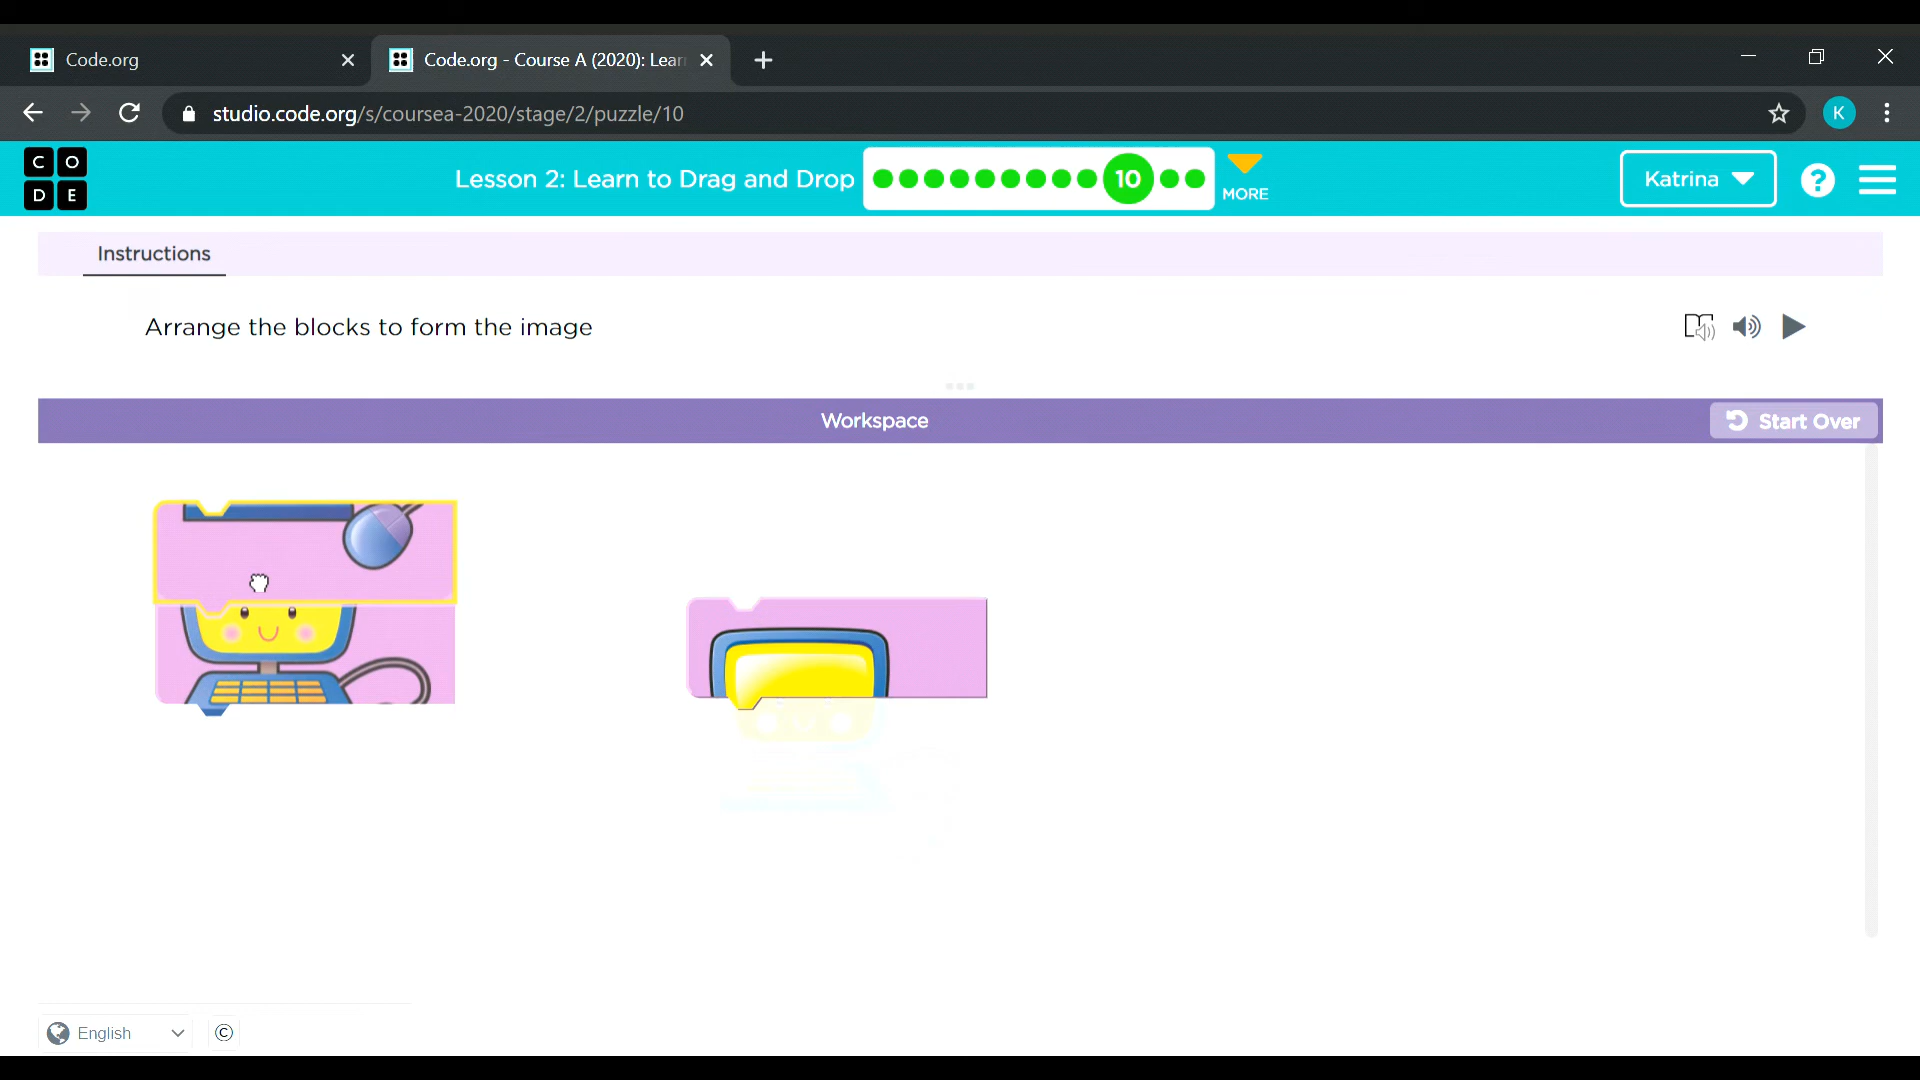 Code.org
Code.org - Course A (2020): Lear
studio.code.org/s/coursea-2020/stage/2/puzzle/10
K
C O
D E
Lesson 2: Learn to Drag and Drop
10
MORE
Katrina
?
Instructions
Arrange the blocks to form the image
Workspace
Start Over
English
©